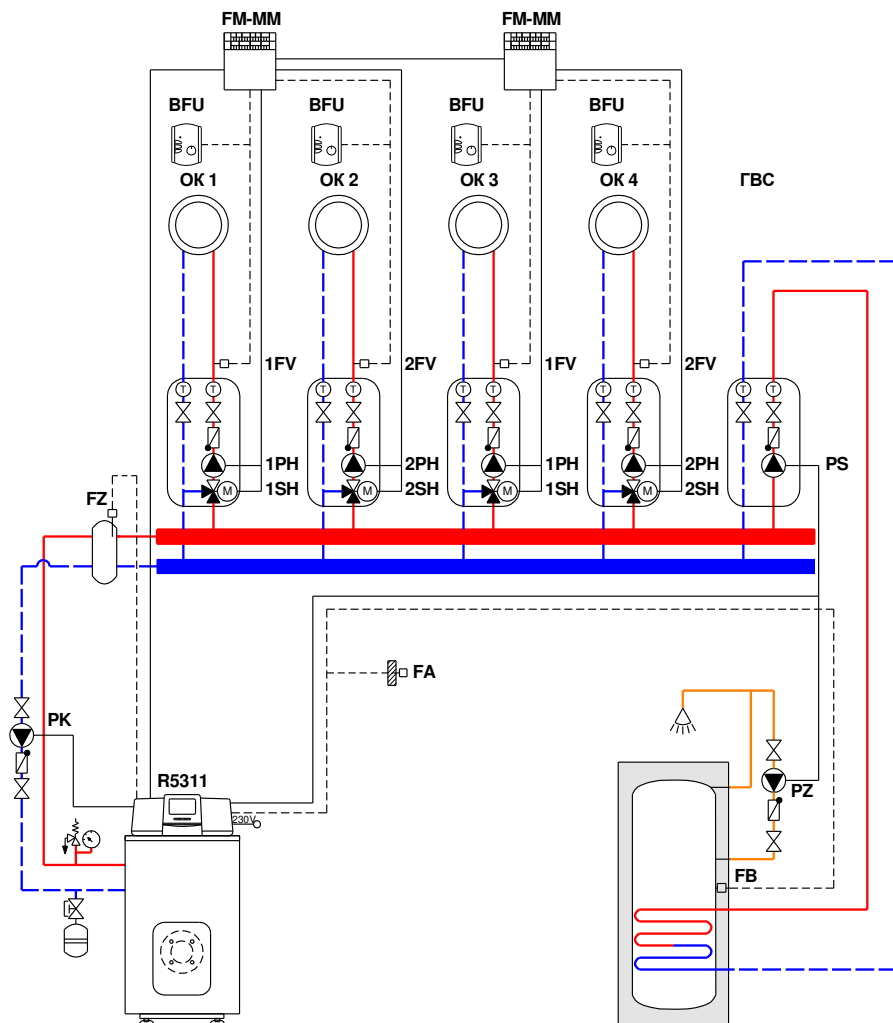 FM-MM FM-MM
BFU BFU BFU BFU
ОК 1 ОК 2 ОК 3 ОК 4 ГВС
1FV 2FV 1FV 2FV
T T T T T T T T T T
1PH 2PH 1PH 2PH PS
M 1SH M 2SH M 1SH M 2SH
FZ
FA
PK
R5311
230V
PZ
FB